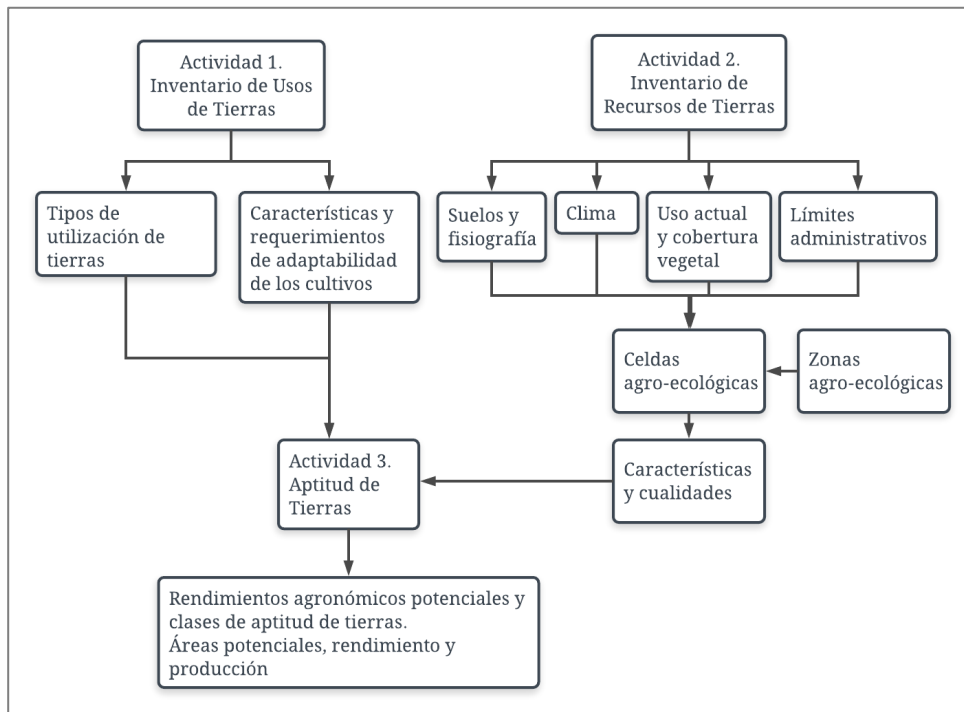 Actividad 1.
Inventario de Usos
de Tierras
Actividad 2.
Inventario de
Recursos de Tierras
Tipos de
utilización de
tierras
Características y
requerimientos
de adaptabilidad
de los cultivos
Suelos y
fisiografía
Clima
Uso actual
y cobertura
vegetal
Límites
administrativos
Celdas
agro-ecológicas
Zonas
agro-ecológicas
Actividad 3.
Aptitud de
Tierras
Características
y cualidades
Rendimientos agronómicos potenciales y
clases de aptitud de tierras.
Áreas potenciales, rendimiento y
producción